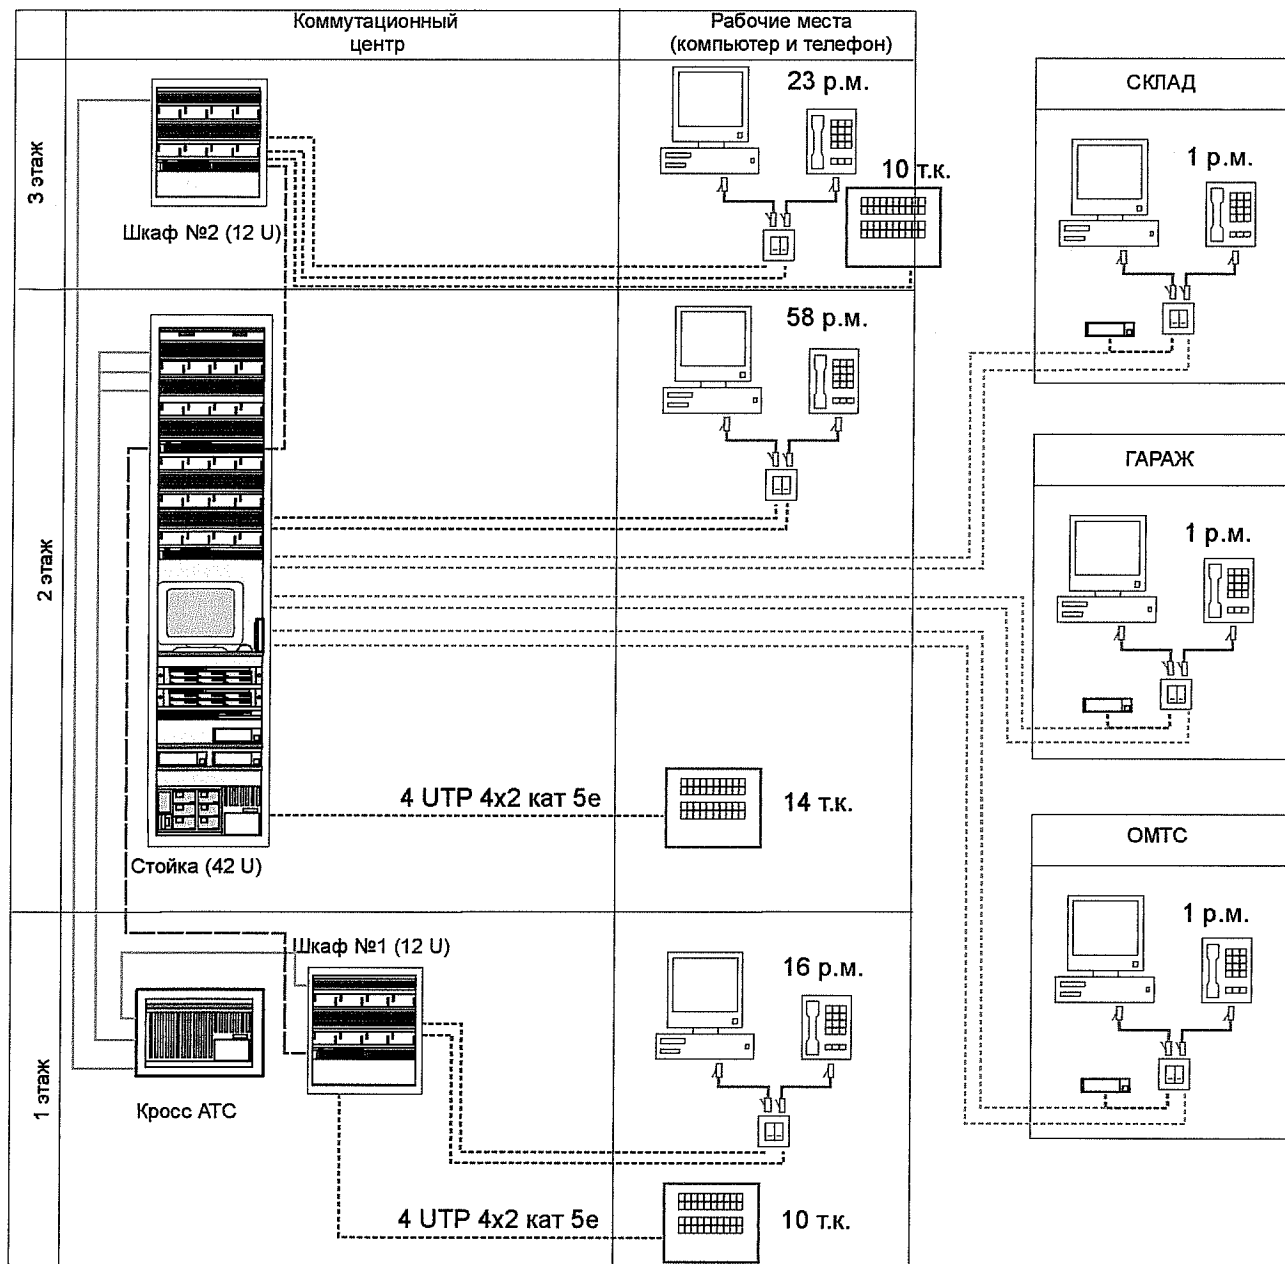 Коммутационный
центр
Рабочие места
(компьютер и телефон)
3 этаж
Шкаф №2 (12 U)
23 р.м.
10 т.к.
2 этаж
58 р.м.
4 UTP 4x2 кат 5е
14 т.к.
Стойка (42 U)
1 этаж
Шкаф №1 (12 U)
Кросс АТС
16 р.м.
4 UTP 4x2 кат 5е
10 т.к.
СКЛАД
1 р.м.
ГАРАЖ
1 р.м.
ОМТС
1 р.м.